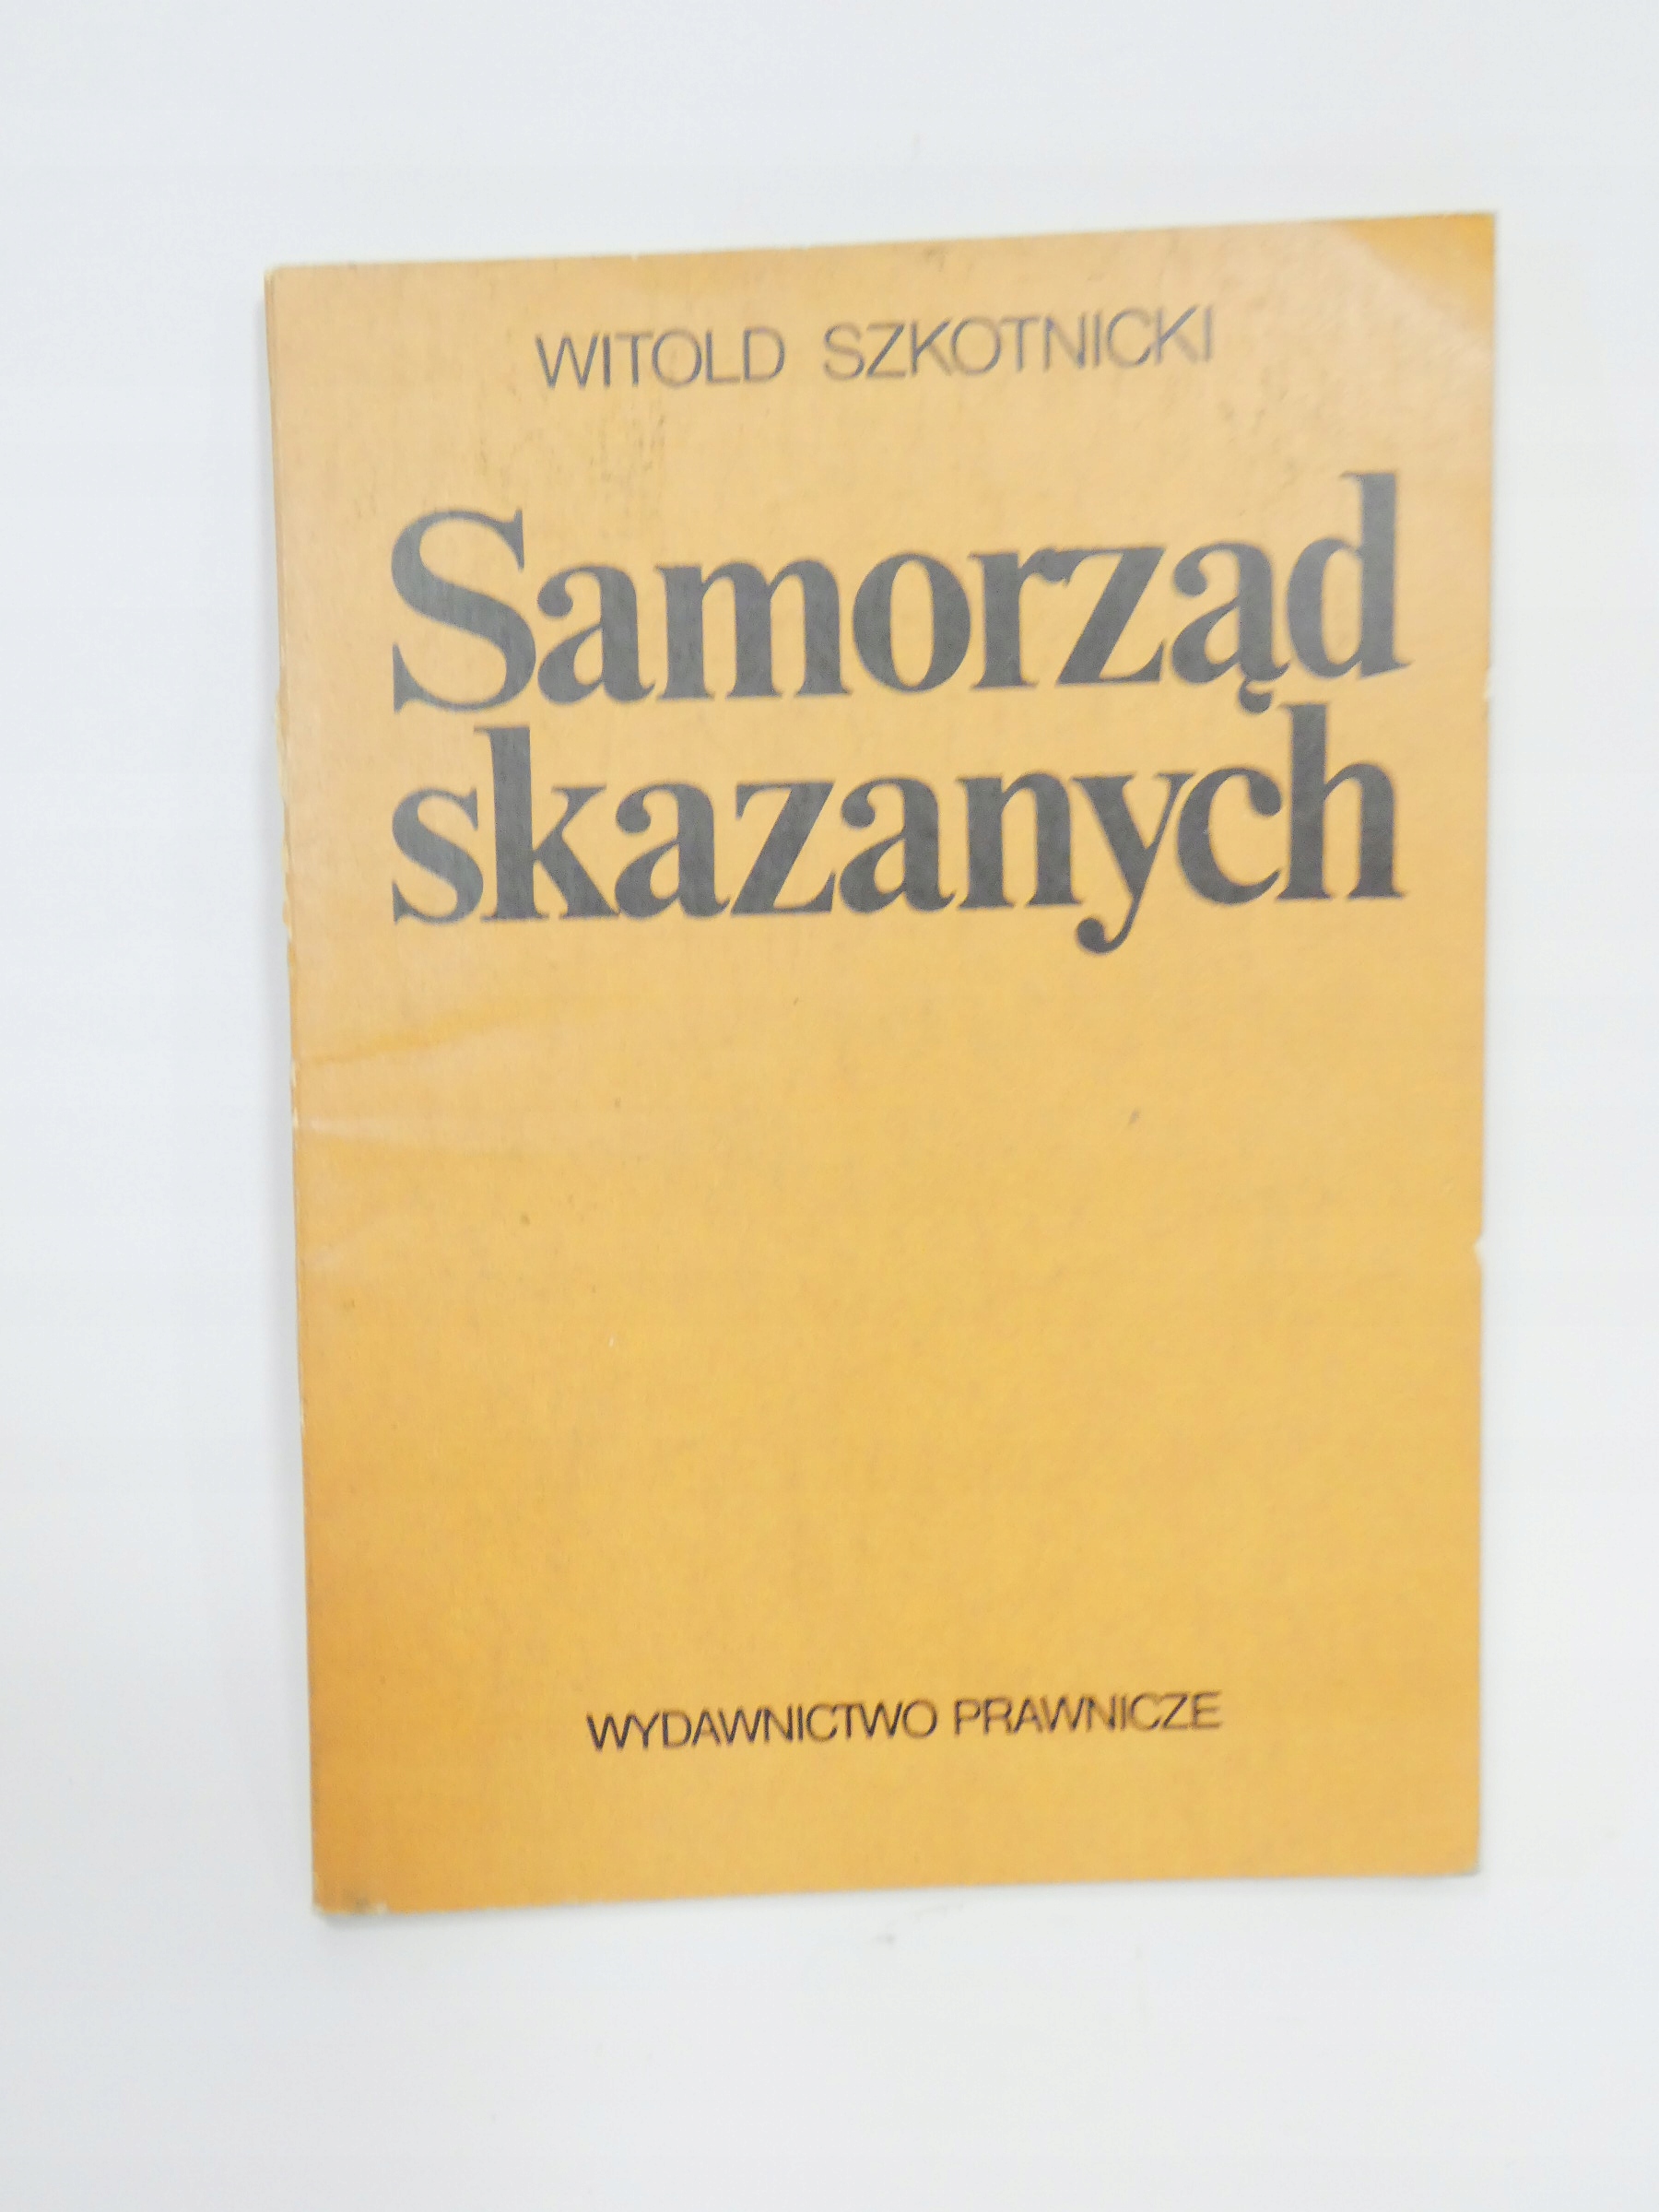 WITOLD SZKOTNICKI
Samorząd
skazanych
WYDAWNICTWO PRAWNICZE